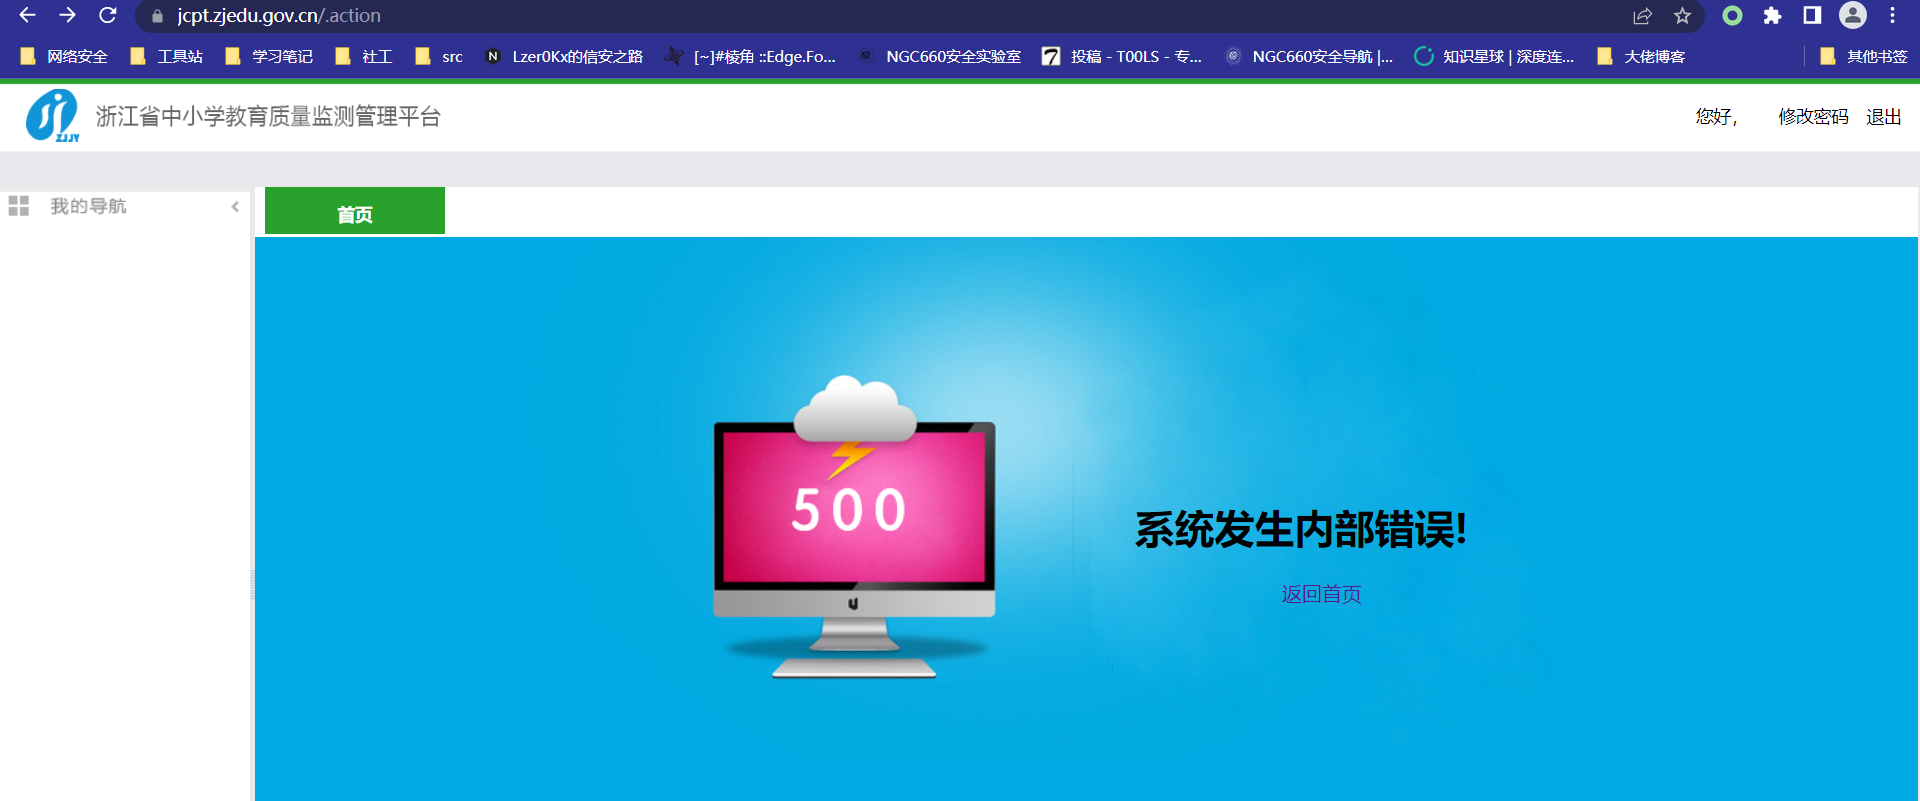 jcpt.zjedu.gov.cn/.action
网络安全 工具站 学习笔记 社工 src N Lzer0Kx的信安之路 [~]#棱角 ::Edge.Fo... NGC660安全实验室 7 投稿 - T00LS - 专... NGC660安全导航 |... 知识星球 | 深度连... 大佬博客 其他书签
ZJJY 浙江省中小学教育质量监测管理平台 您好， 修改密码 退出
我的导航
首页
500
系统发生内部错误!
返回首页